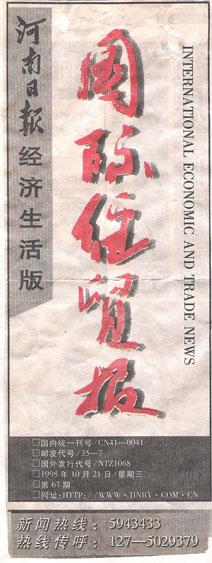 河南日报 经济生活版
国际经贸报
INTERNATIONAL ECONOMIC AND TRADE NEWS
□国内统一刊号/CN41—0041
□邮发代号/35—7
□国外发行代号/NTZ1068
□1998年10月21日/星期三
□第67期
□网址:HTTP://WWW·HNBY·COM·CN
新闻热线：5943433
热线传呼：127—5029379